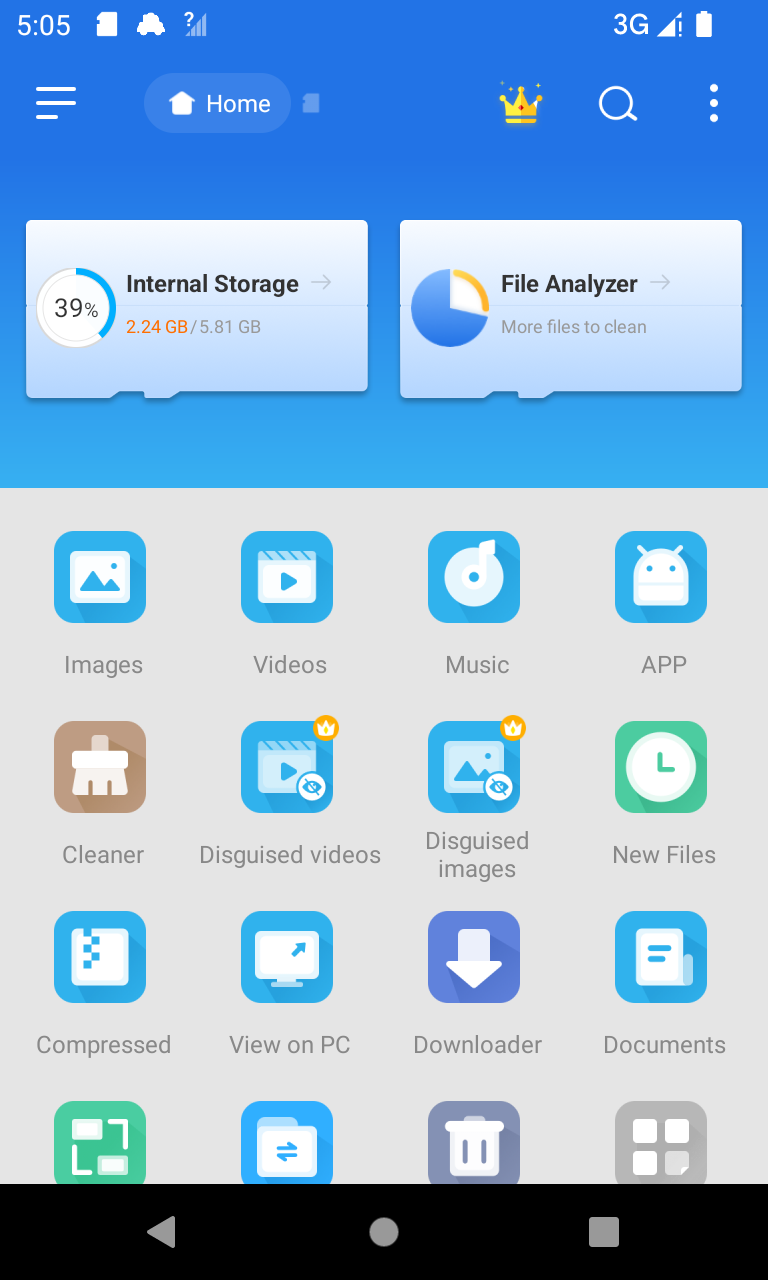 5:05
3G
Home
39%
Internal Storage
2.24 GB/5.81 GB
File Analyzer
More files to clean
Images
Videos
Music
APP
Cleaner
Disguised videos
Disguised
images
New Files
Compressed
View on PC
Downloader
Documents